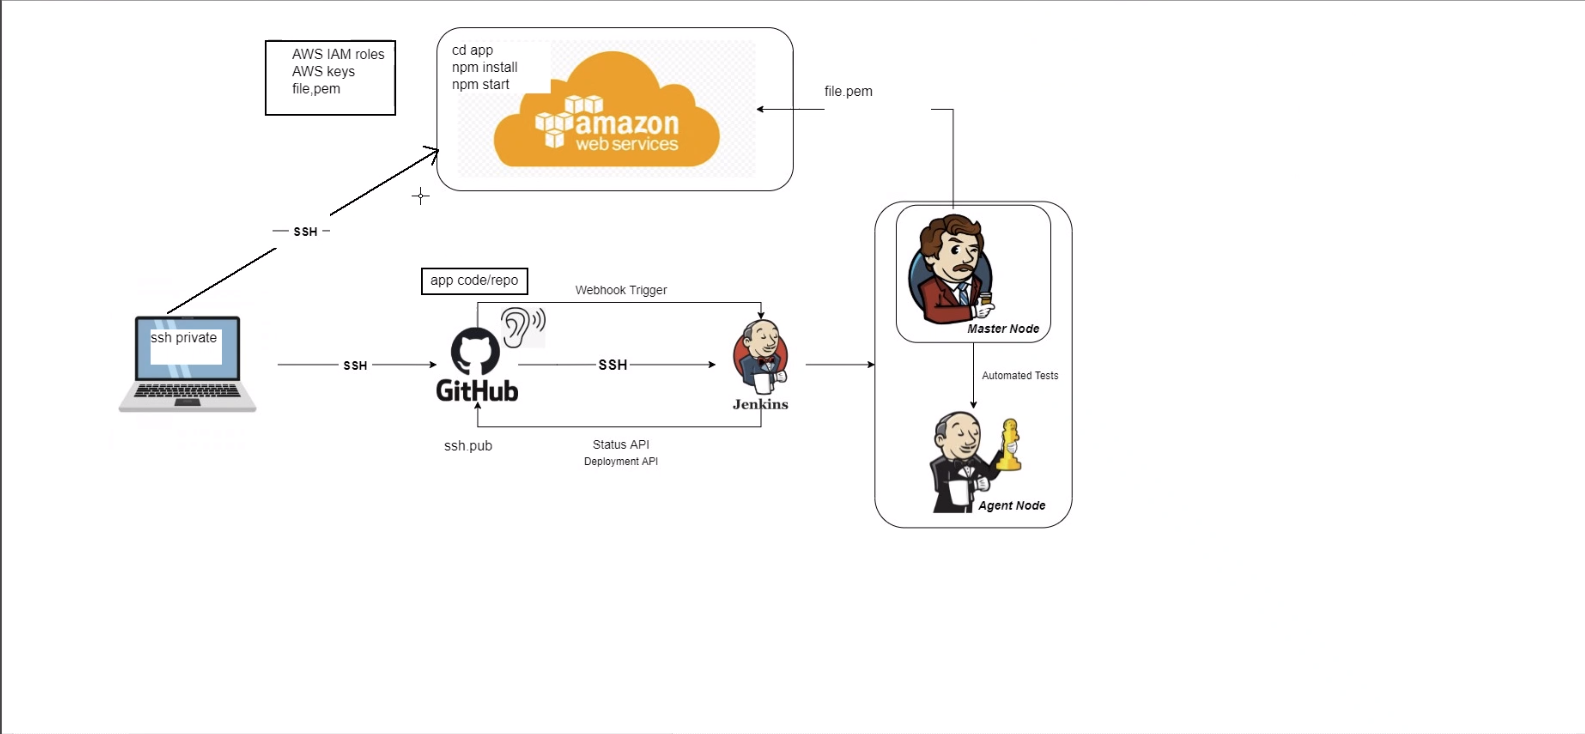 AWS IAM roles
AWS keys
file,pem
cd app
npm install
npm start
amazon
web services
file.pem
SSH
app code/repo
Webhook Trigger
ssh private
SSH
GitHub
SSH
Jenkins
ssh.pub
Status API
Deployment API
Master Node
Automated Tests
Agent Node